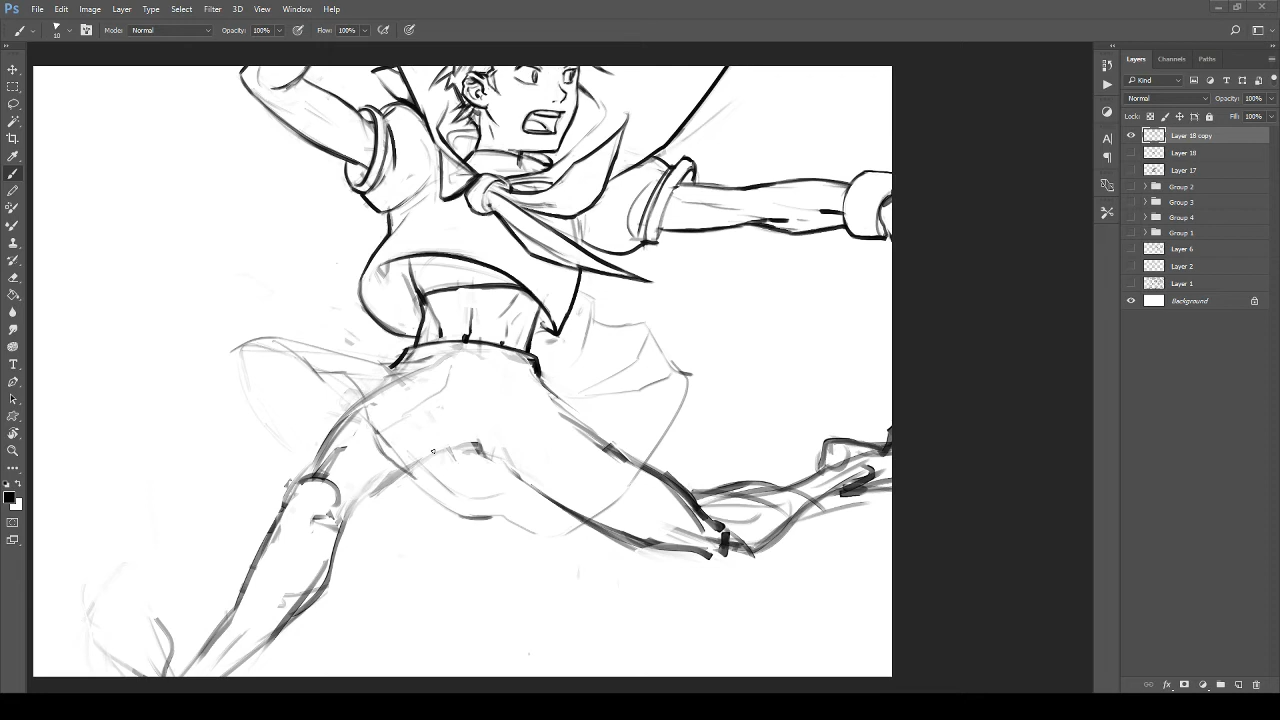 Ps File Edit Image Layer Type Select Filter 3D View Window Help
10 Mode: Normal Opacity: 100% Flow: 100%
Layers Channels Paths
Kind
Normal Opacity: 100%
Lock: Fill: 100%
Layer 18 copy
Layer 18
Layer 17
Group 2
Group 3
Group 4
Group 1
Layer 6
Layer 2
Layer 1
Background